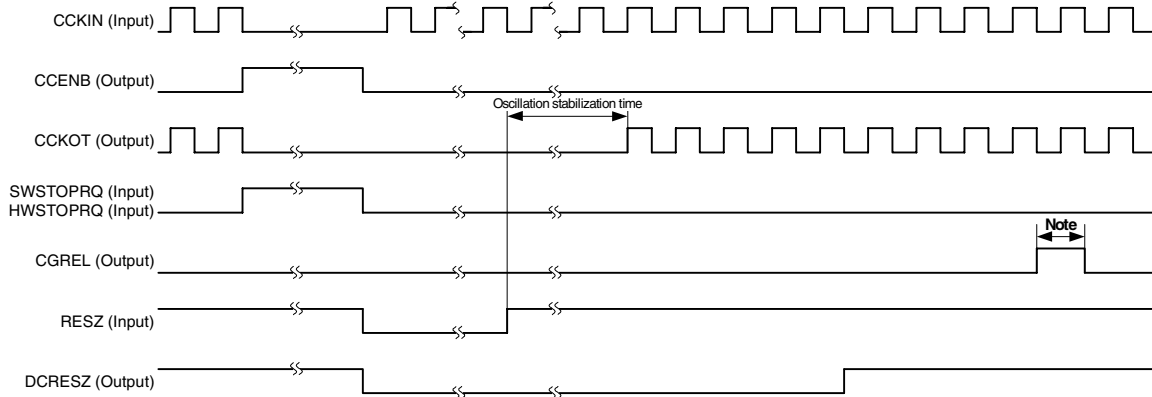 CCKIN (Input)
CCENB (Output)
Oscillation stabilization time
CCKOT (Output)
SWSTOPRQ (Input)
HWSTOPRQ (Input)
Note
CGREL (Output)
RESZ (Input)
DCRESZ (Output)